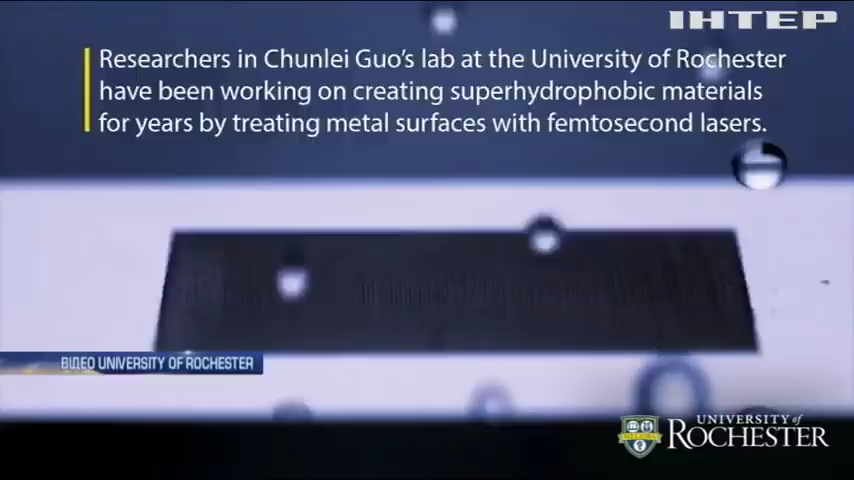 ІНТЕР
Researchers in Chunlei Guo's lab at the University of Rochester
have been working on creating superhydrophobic materials
for years by treating metal surfaces with femtosecond lasers.
ВІДЕО UNIVERSITY OF ROCHESTER
UNIVERSITY of
ROCHESTER